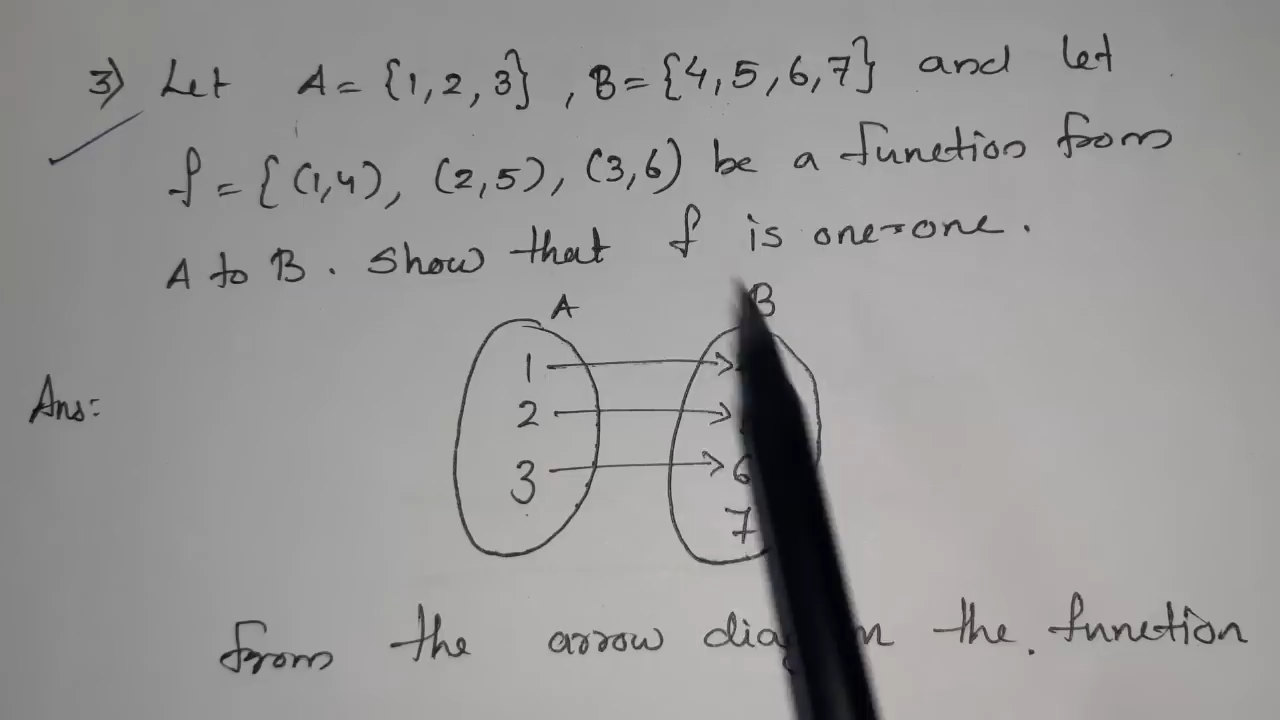 3) Let A = {1, 2, 3}, B = {4, 5, 6, 7} and let
f = { (1,4), (2,5), (3,6) be a function from
A to B. Show that f is one-one.
A B
Ans:
1
2
3 6
7
From the arrow the function